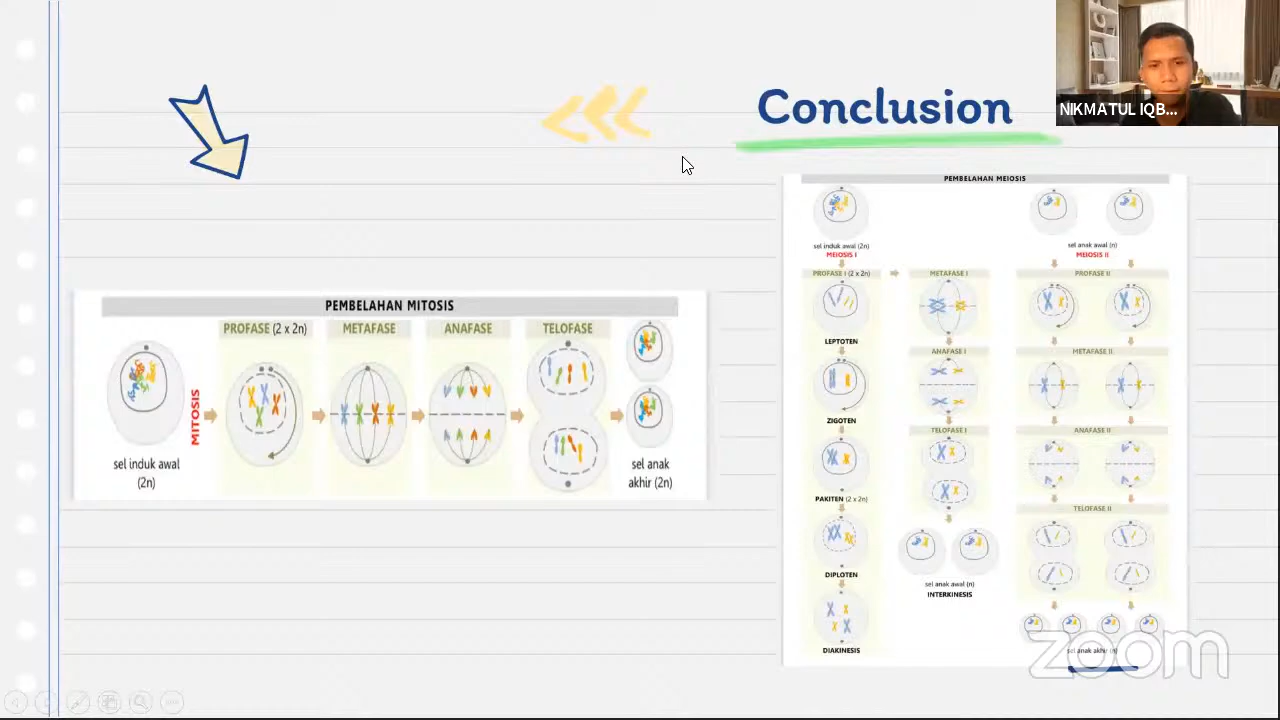 Conclusion
NIKMATUL IQB...
PEMBELAHAN MITOSIS
PROFASE (2 x 2n)
METAFASE
ANAFASE
TELOFASE
MITOSIS
sel induk awal
(2n)
sel anak
akhir (2n)
PEMBELAHAN MEIOSIS
sel induk awal (2n)
MEIOSIS I
sel anak awal (n)
MEIOSIS II
PROFASE I (2 x 2n)
METAFASE I
PROFASE II
LEPTOTEN
ANAFASE I
METAFASE II
ZIGOTEN
TELOFASE I
ANAFASE II
PAKITEN (2 x 2n)
TELOFASE II
DIPLOTEN
sel anak awal (n)
INTERKINESIS
DIAKINESIS
sel anak akhir (n)
zoom